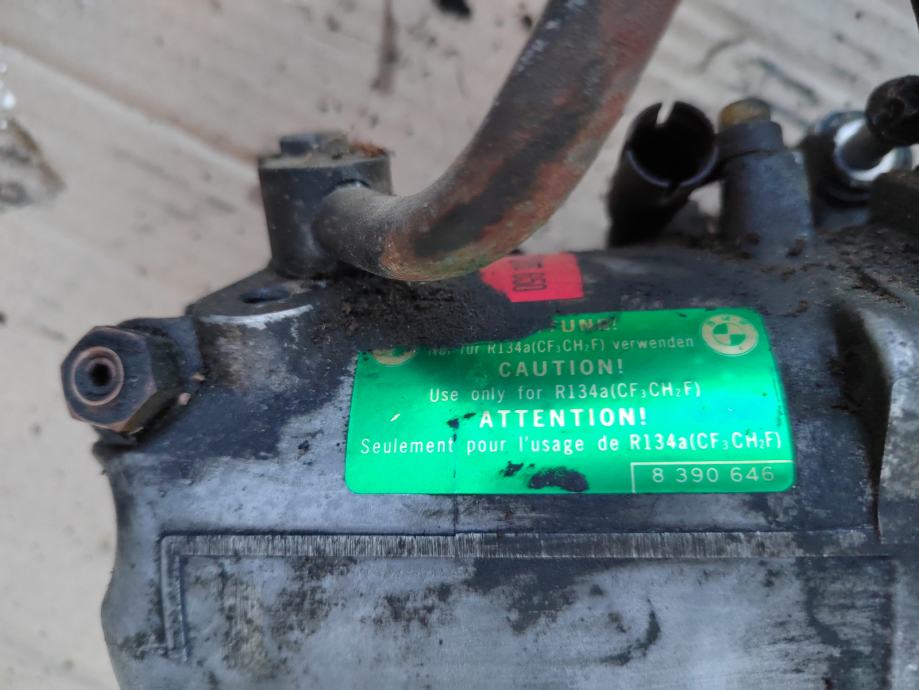 Nur für R134a(CF₃CH₂F) verwenden
CAUTION!
Use only for R134a(CF₃CH₂F)
ATTENTION!
Seulement pour l'usage de R134a(CF₃CH₂F)
8 390 646
BMW